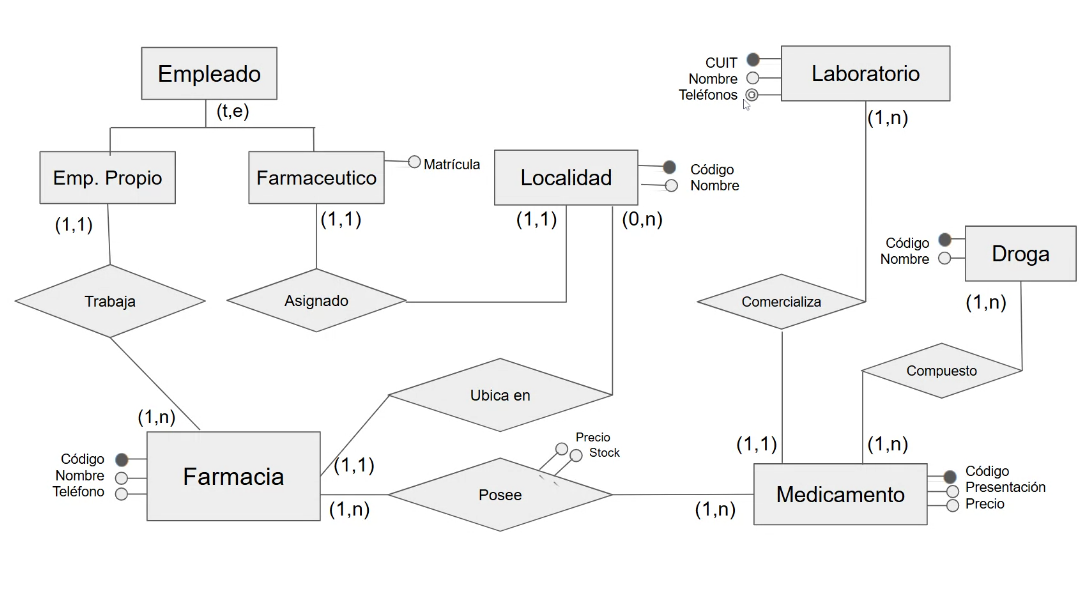 Empleado
(t,e)
Emp. Propio
Farmaceutico
Matrícula
(1,1)
(1,1)
Trabaja
Asignado
Localidad
Código
Nombre
(1,1)
(0,n)
Ubica en
CUIT
Nombre
Teléfonos
Laboratorio
(1,n)
Comercializa
Código
Nombre
Droga
(1,n)
Compuesto
(1,n)
Código
Nombre
Teléfono
Farmacia
(1,1)
(1,n)
Precio
Stock
Posee
(1,n)
(1,1)
(1,n)
Medicamento
Código
Presentación
Precio